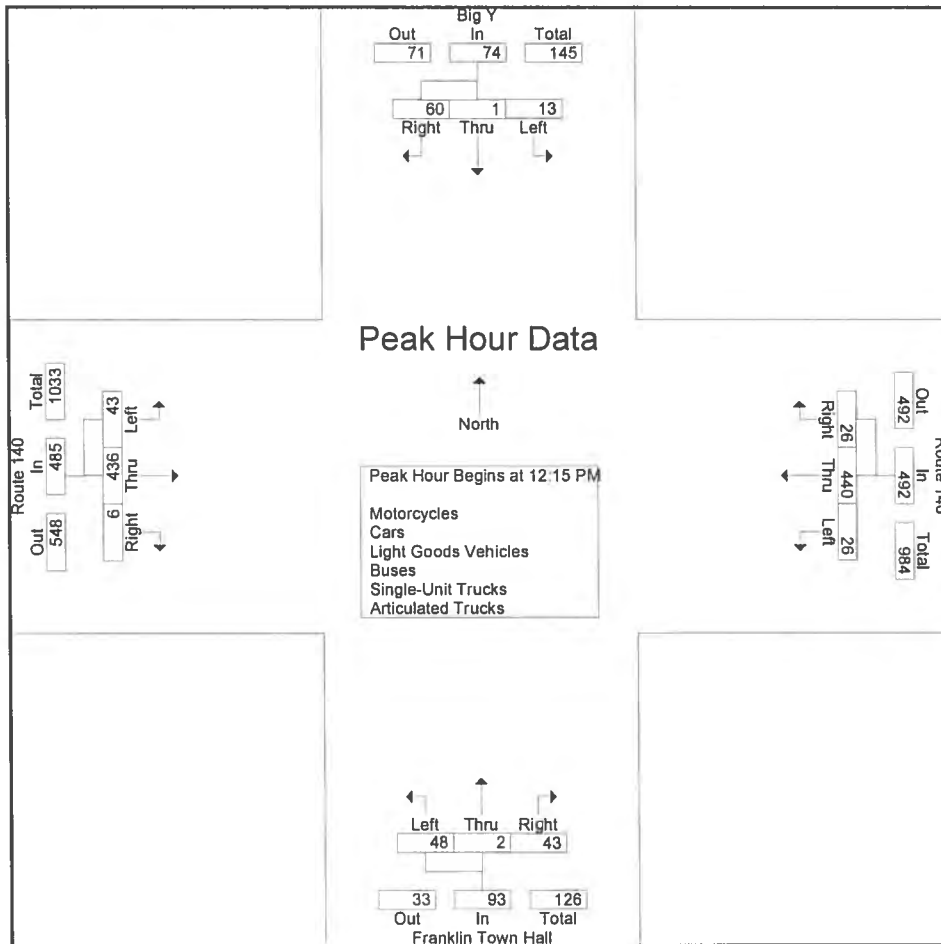 Big Y
Out In Total
71 74 145
60 1 13
Right Thru Left
Peak Hour Data
North
Peak Hour Begins at 12:15 PM
Motorcycles
Cars
Light Goods Vehicles
Buses
Single-Unit Trucks
Articulated Trucks
Route 140
Out In Total
548 485 1033
43 436 6
Left Thru Right
Route 140
Out In Total
492 492 984
26 440 26
Right Thru Left
Left Thru Right
48 2 43
33 93 126
Out In Total
Franklin Town Hall